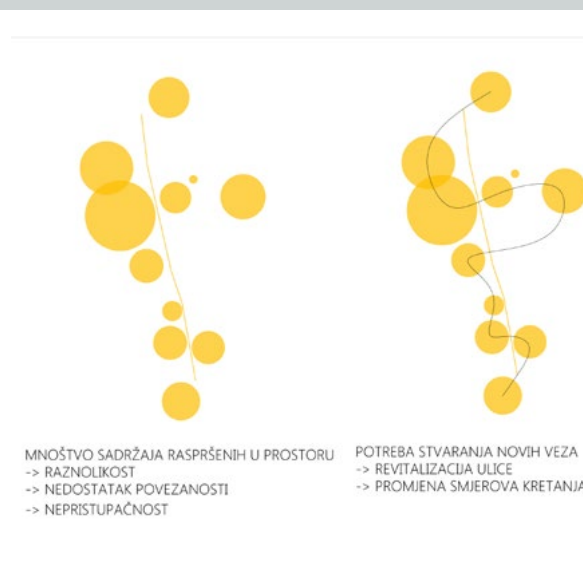 MNOŠTVO SADRŽAJA RASPRŠENIH U PROSTORU
-> RAZNOLIKOST
-> NEDOSTATAK POVEZANOSTI
-> NEPRISTUPAČNOST
POTREBA STVARANJA NOVIH VEZA
-> REVITALIZACIJA ULICE
-> PROMJENA SMJEROVA KRETANJA